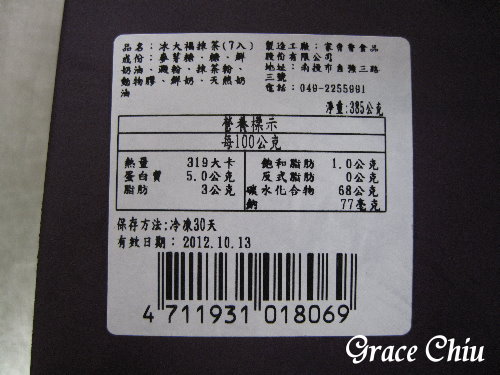 品名：冰大福抹茶(7入)
成份：麥芽糖、糖、鮮
奶油、澱粉、抹茶粉、
動物膠、鮮奶、天然奶
油
製造工廠：家賀香食品
股份有限公司
地址：南投市自強三路
三號
電話：049-2255991
淨重：385公克
營養標示
每100公克
熱量 319大卡
蛋白質 5.0公克
脂肪 3公克
飽和脂肪 1.0公克
反式脂肪 0公克
碳水化合物 68公克
鈉 77毫克
保存方法:冷凍30天
有效日期：2012.10.13
4 711931 018069
Grace Chiu